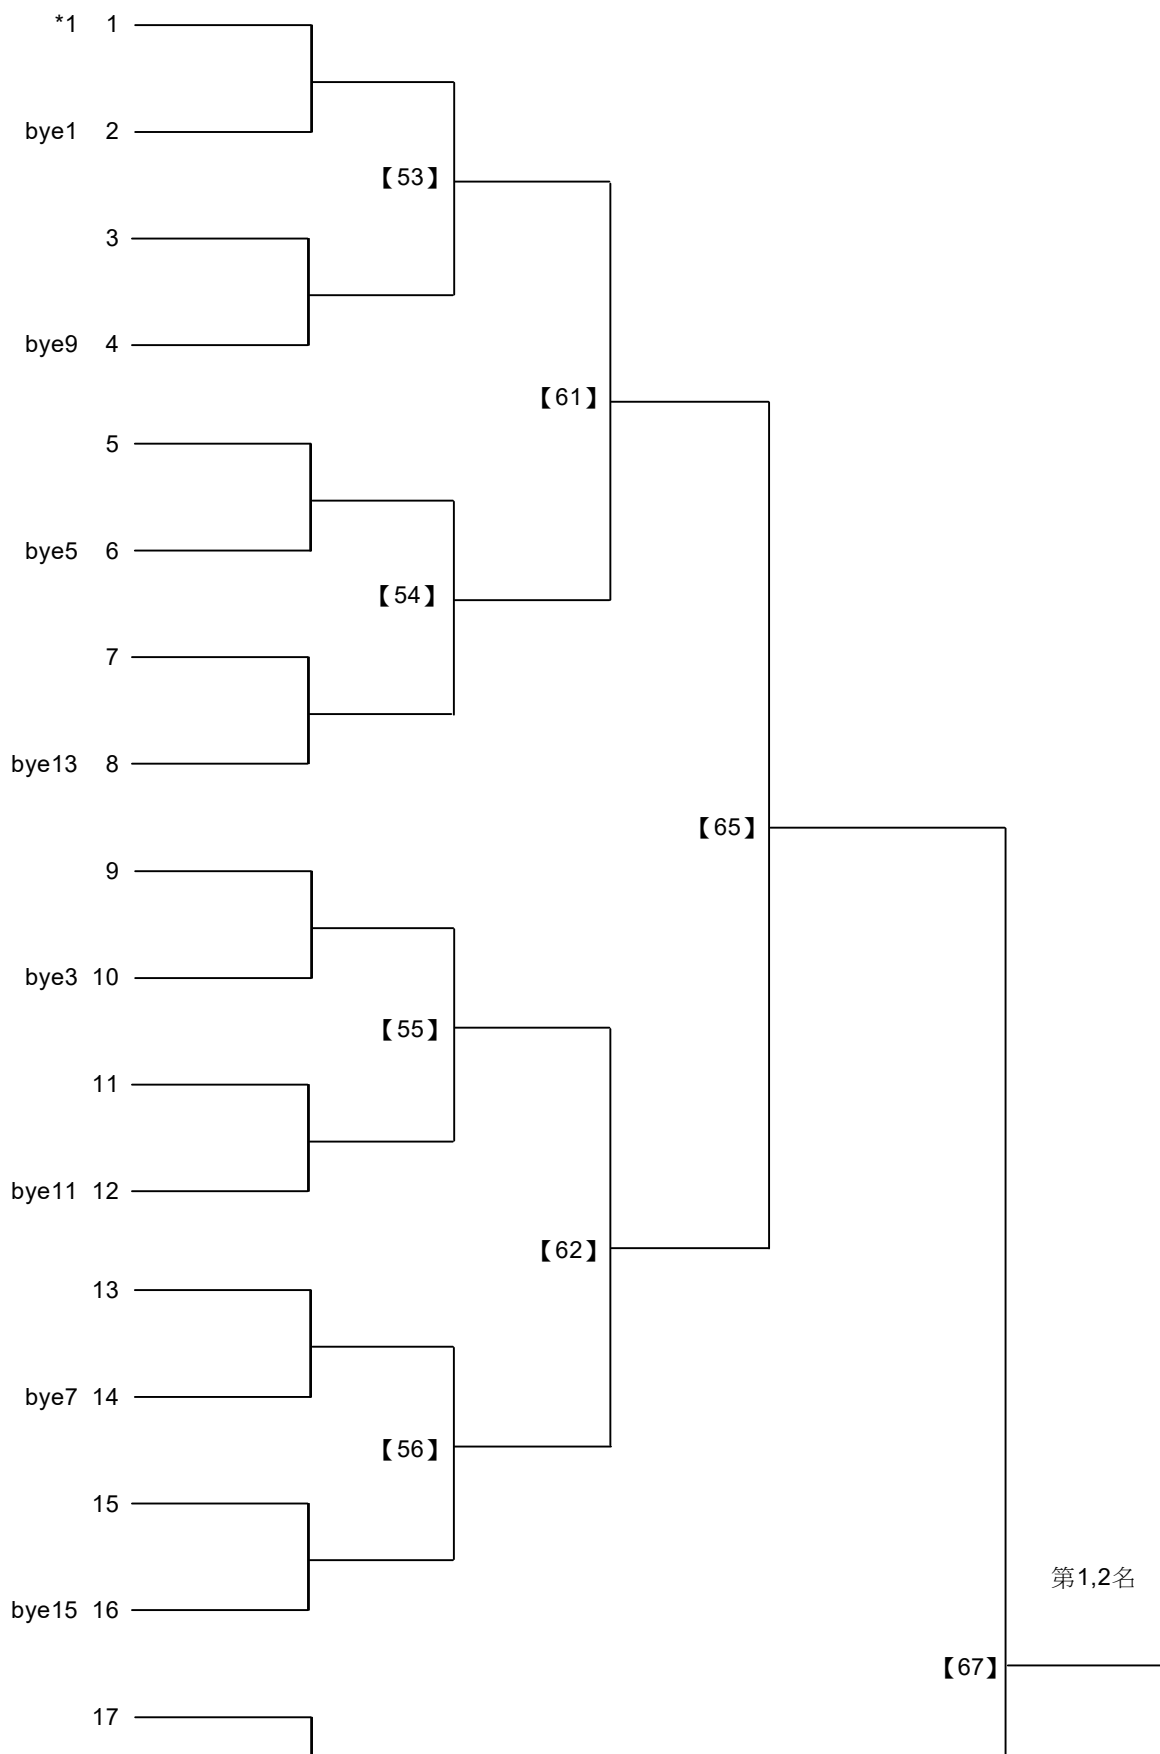 *1 1
bye1 2
【53】
3
bye9 4
【61】
5
bye5 6
【54】
7
bye13 8
【65】
9
bye3 10
【55】
11
bye11 12
【62】
13
bye7 14
【56】
15
第1,2名
bye15 16
【67】
17